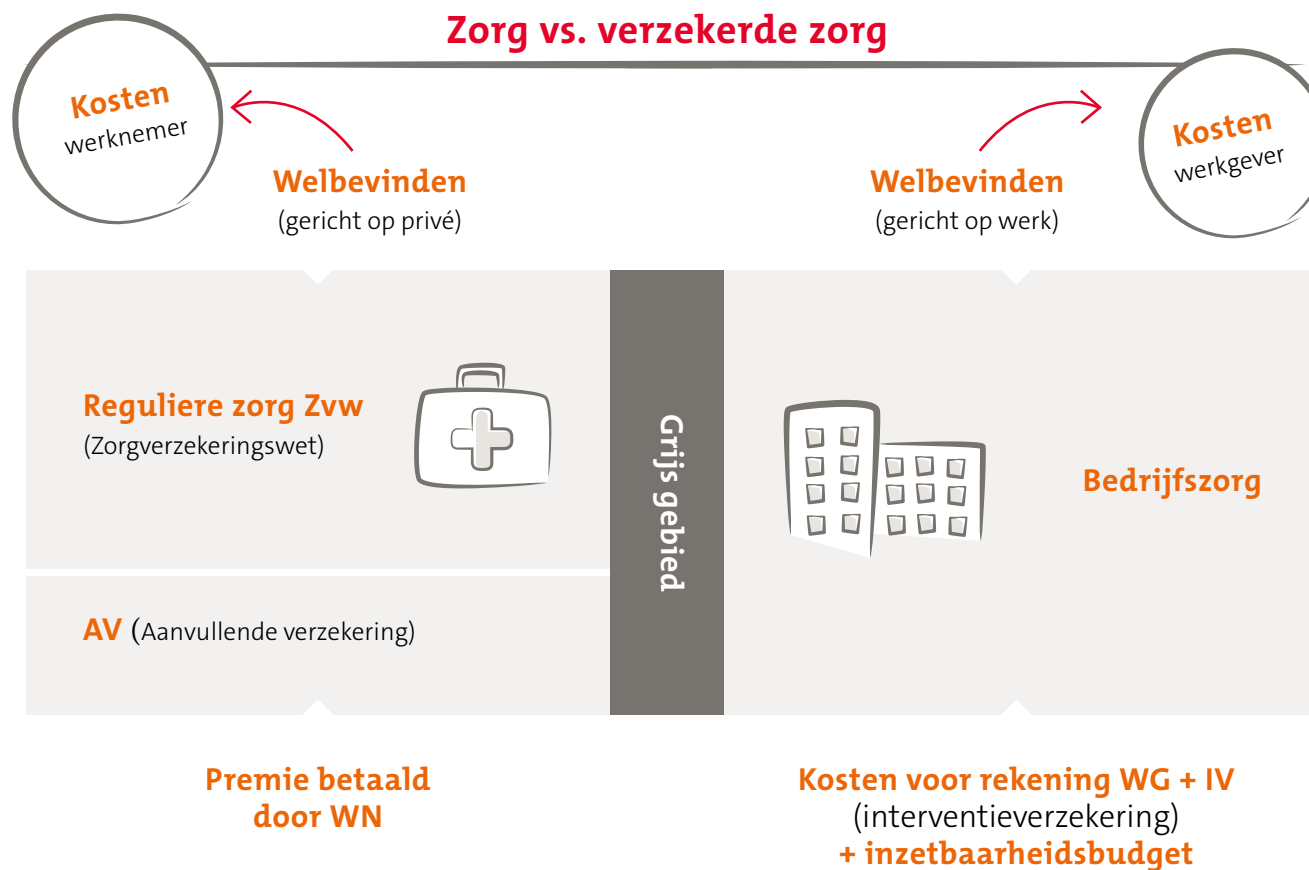 Zorg vs. verzekerde zorg
Kosten
werknemer
Welbevinden
(gericht op privé)
Welbevinden
(gericht op werk)
Kosten
werkgever
Reguliere zorg Zvw
(Zorgverzekeringswet)
AV (Aanvullende verzekering)
Grijs gebied
Bedrijfszorg
Premie betaald
door WN
Kosten voor rekening WG + IV
(interventieverzekering)
+ inzetbaarheidsbudget